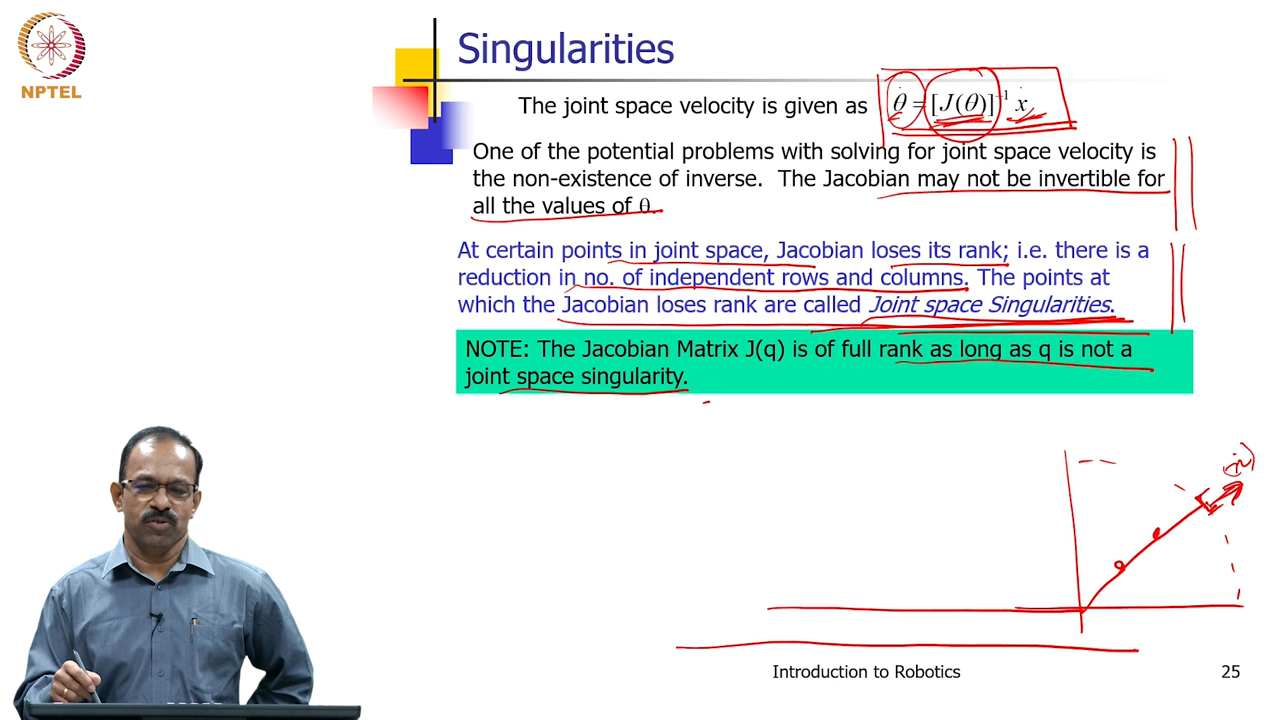 NPTEL
Singularities
The joint space velocity is given as θ̇ = [J(θ)]⁻¹ ẋ
One of the potential problems with solving for joint space velocity is
the non-existence of inverse. The Jacobian may not be invertible for
all the values of θ.
At certain points in joint space, Jacobian loses its rank; i.e. there is a
reduction in no. of independent rows and columns. The points at
which the Jacobian loses rank are called Joint space Singularities.
NOTE: The Jacobian Matrix J(q) is of full rank as long as q is not a
joint space singularity.
Introduction to Robotics
25